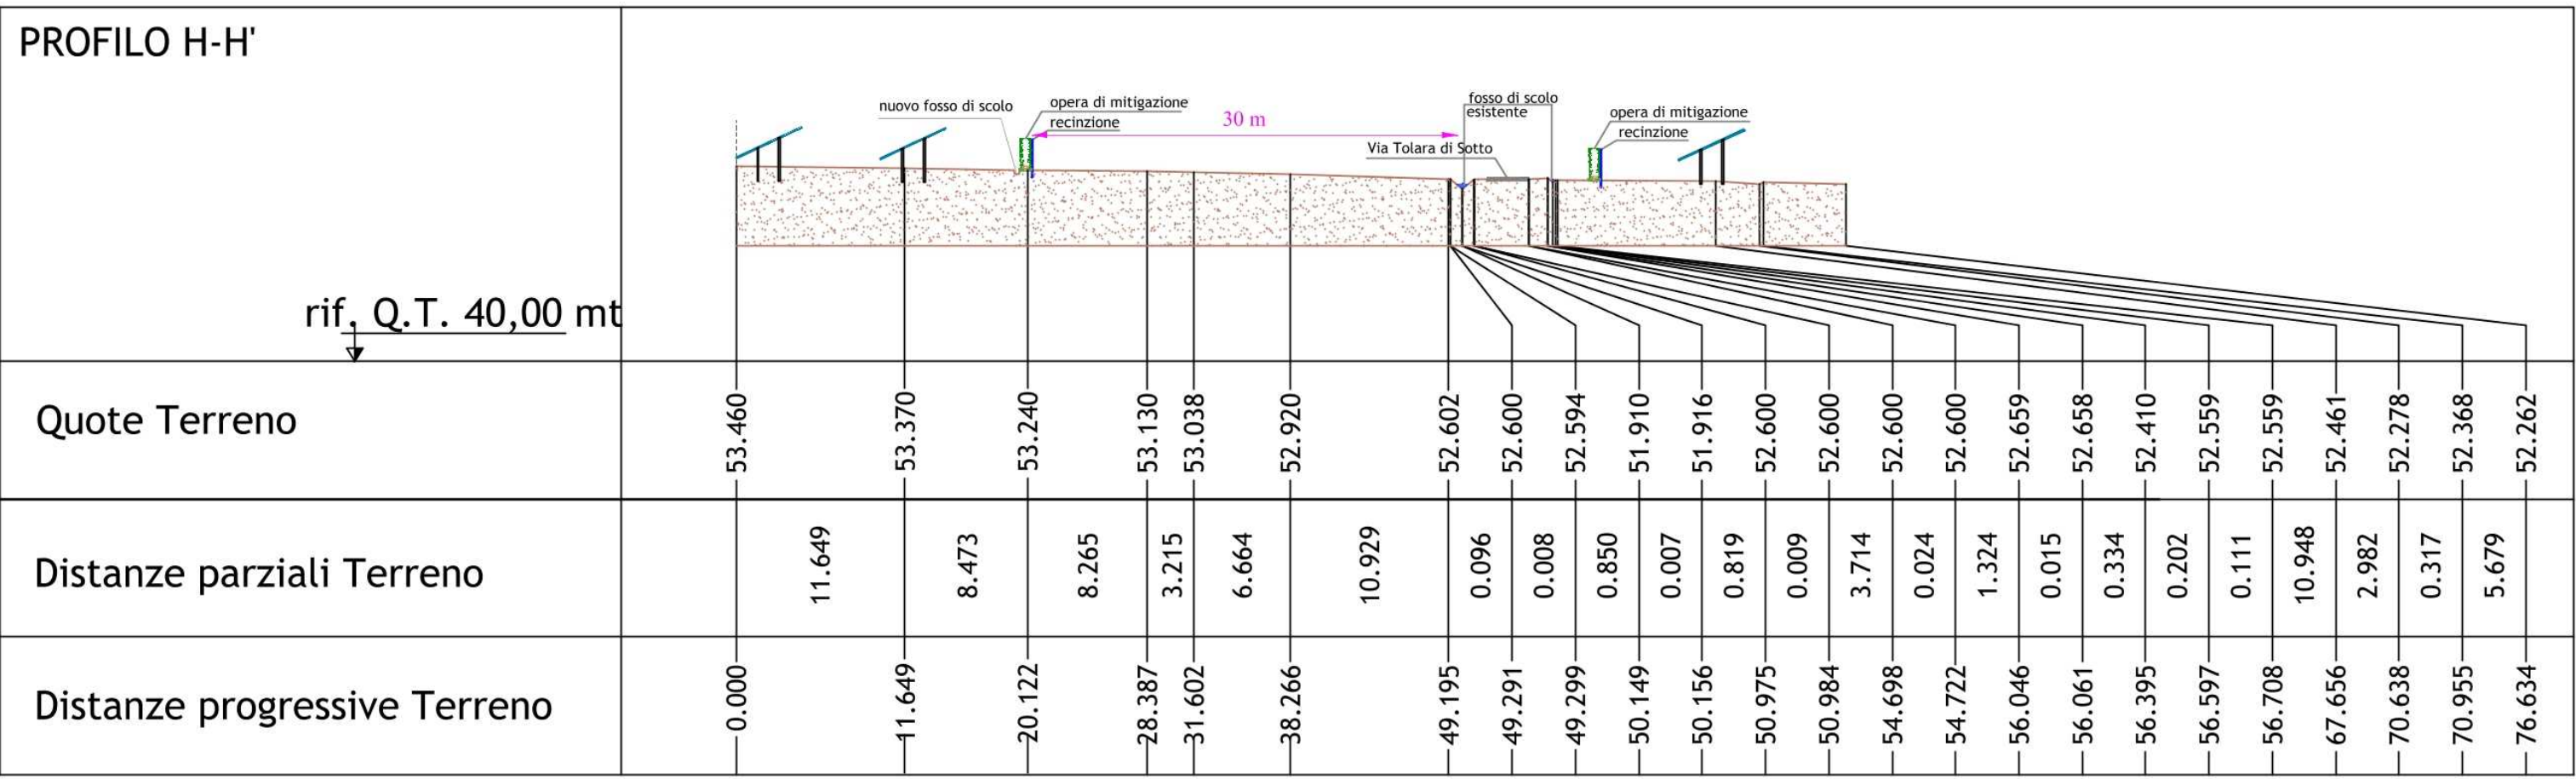 PROFILO H-H'
nuovo fosso di scolo
opera di mitigazione
recinzione
30 m
fosso di scolo
esistente
Via Tolara di Sotto
opera di mitigazione
recinzione
rif. Q.T. 40,00 mt
Quote Terreno
53.460 53.370 53.240 53.130 53.038 52.920 52.602 52.600 52.594 51.910 51.916 52.600 52.600 52.600 52.600 52.659 52.658 52.410 52.559 52.559 52.461 52.278 52.368 52.262
Distanze parziali Terreno
11.649 8.473 8.265 3.215 6.664 10.929 0.096 0.008 0.850 0.007 0.819 0.009 3.714 0.024 1.324 0.015 0.334 0.202 0.111 10.948 2.982 0.317 5.679
Distanze progressive Terreno
0.000 11.649 20.122 28.387 31.602 38.266 49.195 49.291 49.299 50.149 50.156 50.975 50.984 54.698 54.722 56.046 56.061 56.395 56.597 56.708 67.656 70.638 70.955 76.634